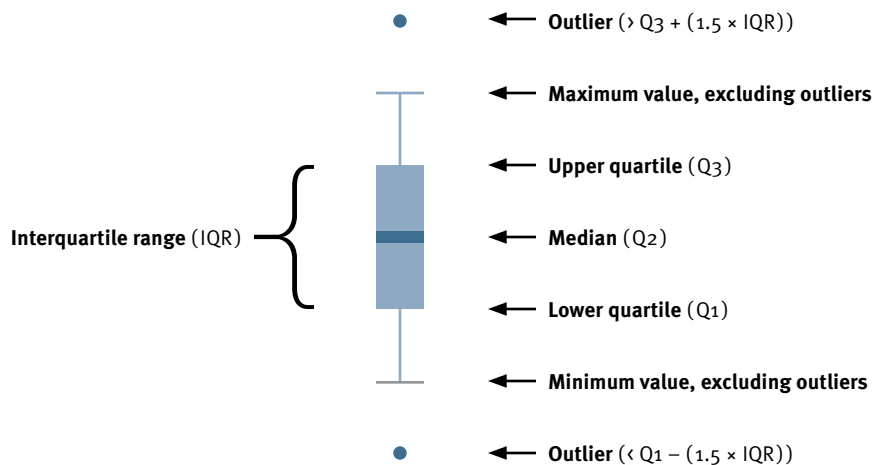 Outlier (> Q3 + (1.5 × IQR))
Maximum value, excluding outliers
Upper quartile (Q3)
Interquartile range (IQR)
Median (Q2)
Lower quartile (Q1)
Minimum value, excluding outliers
Outlier (< Q1 – (1.5 × IQR))